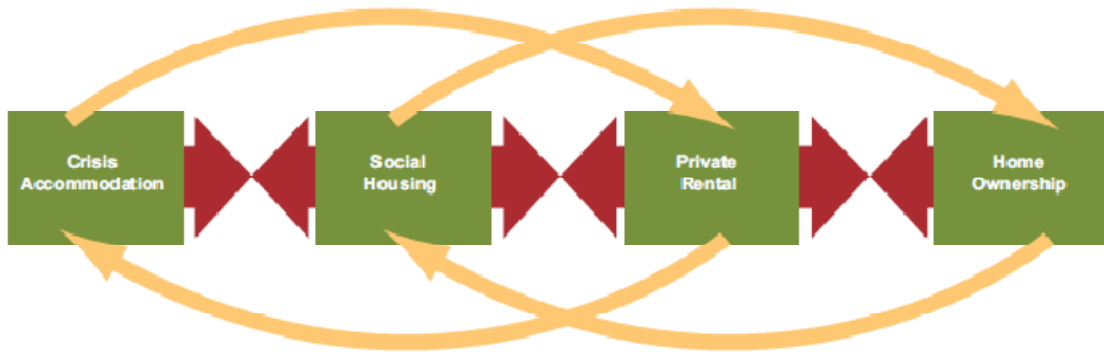 Crisis
Accommodation
Social
Housing
Private
Rental
Home
Ownership